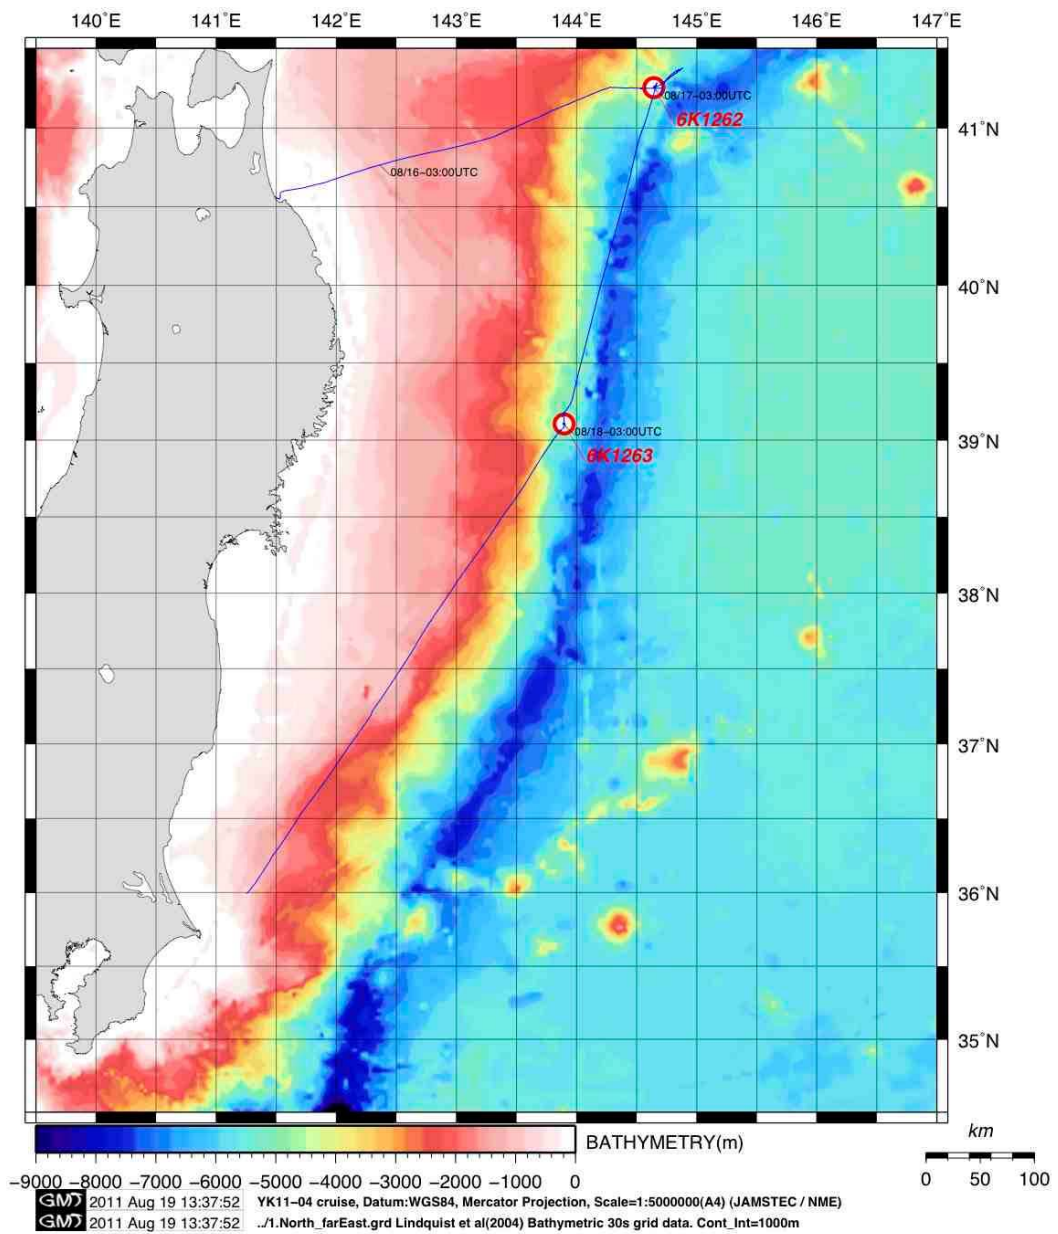 140°E 141°E 142°E 143°E 144°E 145°E 146°E 147°E
08/17-03:00UTC
6K1262
41°N
08/16-03:00UTC
40°N
08/18-03:00UTC
39°N
6K1263
38°N
37°N
36°N
35°N
BATHYMETRY(m)
km
-9000 -8000 -7000 -6000 -5000 -4000 -3000 -2000 -1000 0
0 50 100
GMT 2011 Aug 19 13:37:52 YK11-04 cruise, Datum:WGS84, Mercator Projection, Scale=1:5000000(A4) (JAMSTEC / NME)
GMT 2011 Aug 19 13:37:52 ../1.North_farEast.grd Lindquist et al(2004) Bathymetric 30s grid data. Cont_Int=1000m